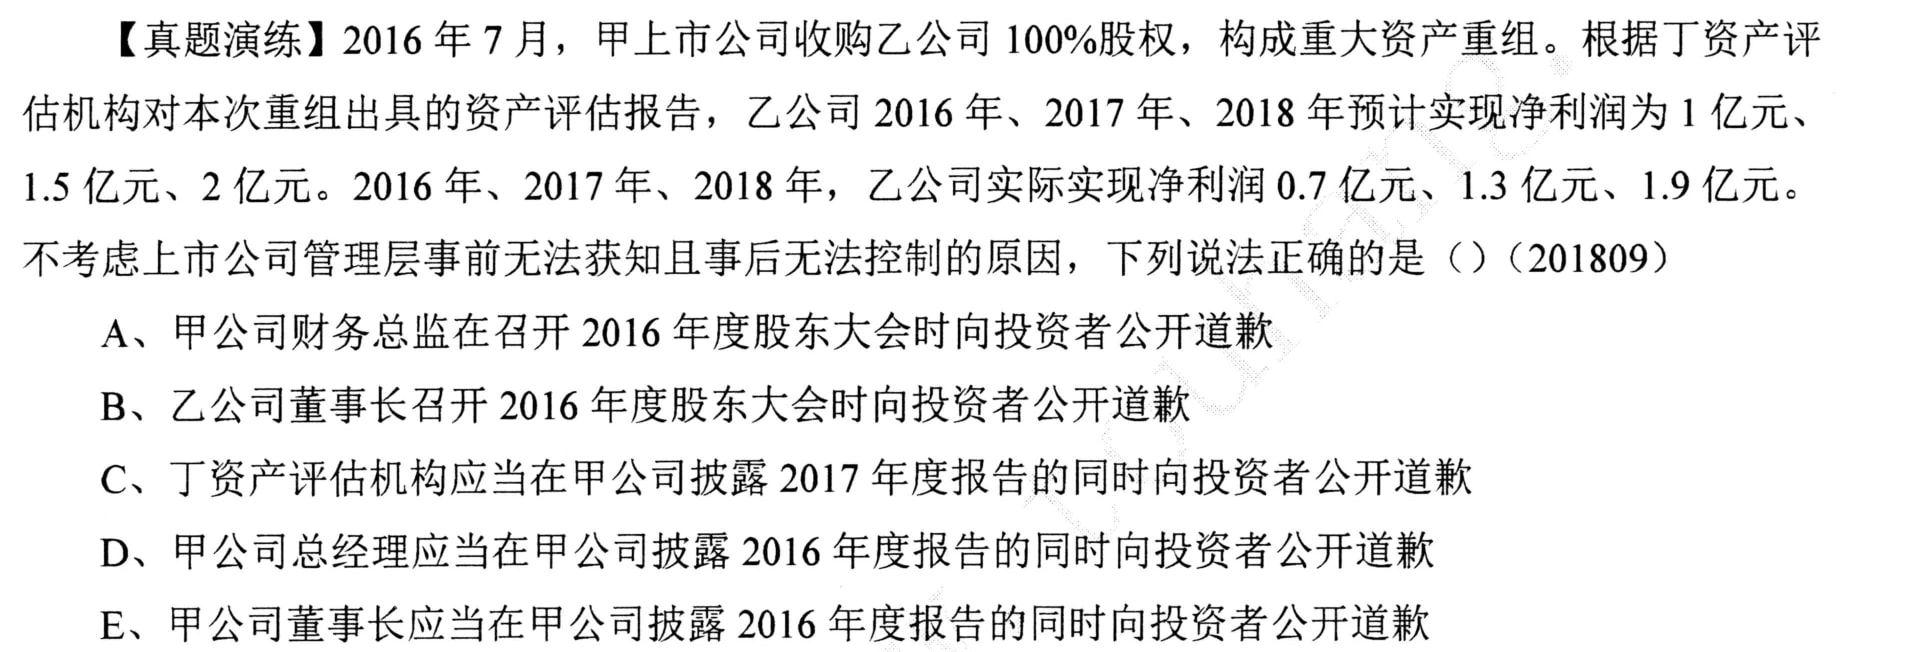 【真题演练】2016 年 7 月，甲上市公司收购乙公司 100%股权，构成重大资产重组。根据丁资产评
估机构对本次重组出具的资产评估报告，乙公司 2016 年、2017 年、2018 年预计实现净利润为 1 亿元、
1.5 亿元、2 亿元。2016 年、2017 年、2018 年，乙公司实际实现净利润 0.7 亿元、1.3 亿元、1.9 亿元。
不考虑上市公司管理层事前无法获知且事后无法控制的原因，下列说法正确的是（）（201809）
A、甲公司财务总监在召开 2016 年度股东大会时向投资者公开道歉
B、乙公司董事长召开 2016 年度股东大会时向投资者公开道歉
C、丁资产评估机构应当在甲公司披露 2017 年度报告的同时向投资者公开道歉
D、甲公司总经理应当在甲公司披露 2016 年度报告的同时向投资者公开道歉
E、甲公司董事长应当在甲公司披露 2016 年度报告的同时向投资者公开道歉